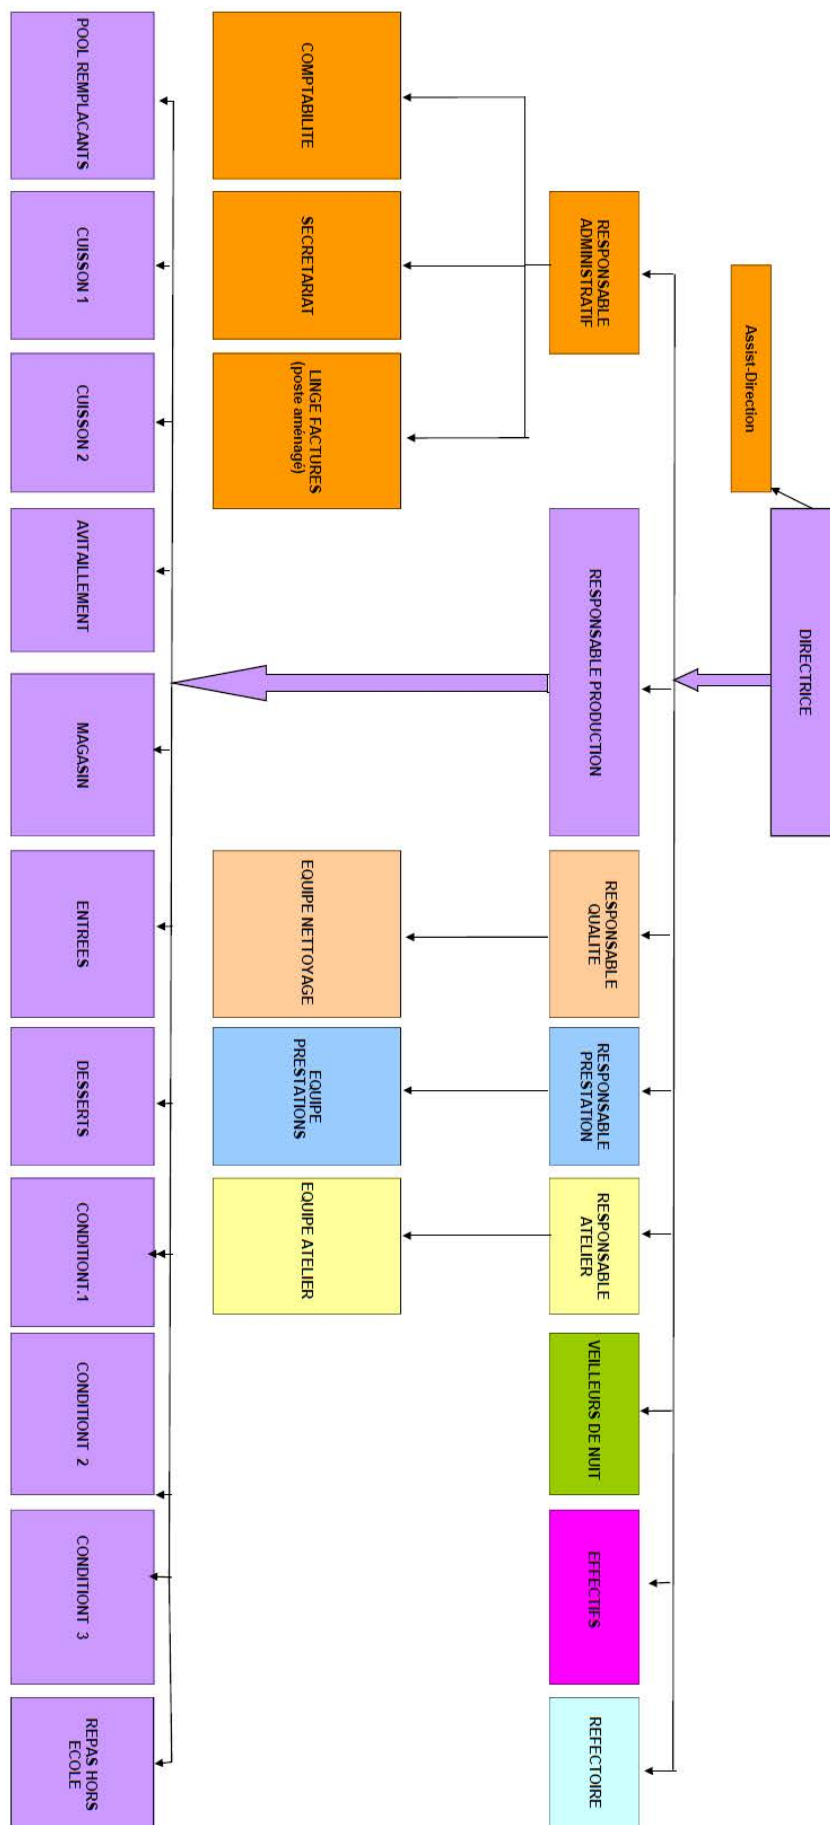 DIRECTRICE
Assist-Direction
RESPONSABLE
ADMINISTRATIF
RESPONSABLE PRODUCTION
RESPONSABLE
QUALITE
RESPONSABLE
PRESTATION
RESPONSABLE
ATELIER
VEILLEURS DE NUIT
EFFECTIFS
REFECTOIRE
COMPTABILITE
SECRETARIAT
LINGE FACTURES
(poste aménagé)
EQUIPE NETTOYAGE
EQUIPE
PRESTATIONS
EQUIPE ATELIER
POOL REMPLACANTS
CUISSON 1
CUISSON 2
AVITAILLEMENT
MAGASIN
ENTREES
DESSERTS
CONDITIONT.1
CONDITIONT 2
CONDITIONT 3
REPAS HORS
ECOLE